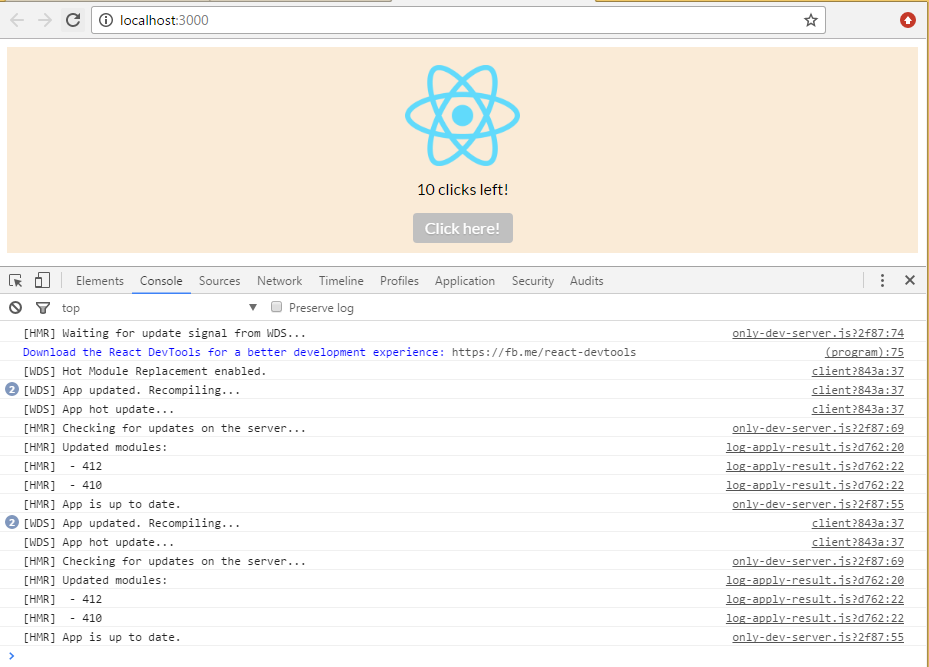 localhost:3000
10 clicks left!
Click here!
Elements Console Sources Network Timeline Profiles Application Security Audits
top Preserve log
[HMR] Waiting for update signal from WDS... only-dev-server.js?2f87:74
Download the React DevTools for a better development experience: https://fb.me/react-devtools (program):75
[WDS] Hot Module Replacement enabled. client?843a:37
2 [WDS] App updated. Recompiling... client?843a:37
[WDS] App hot update... client?843a:37
[HMR] Checking for updates on the server... only-dev-server.js?2f87:69
[HMR] Updated modules: log-apply-result.js?d762:20
[HMR]  - 412 log-apply-result.js?d762:22
[HMR]  - 410 log-apply-result.js?d762:22
[HMR] App is up to date. only-dev-server.js?2f87:55
2 [WDS] App updated. Recompiling... client?843a:37
[WDS] App hot update... client?843a:37
[HMR] Checking for updates on the server... only-dev-server.js?2f87:69
[HMR] Updated modules: log-apply-result.js?d762:20
[HMR]  - 412 log-apply-result.js?d762:22
[HMR]  - 410 log-apply-result.js?d762:22
[HMR] App is up to date. only-dev-server.js?2f87:55